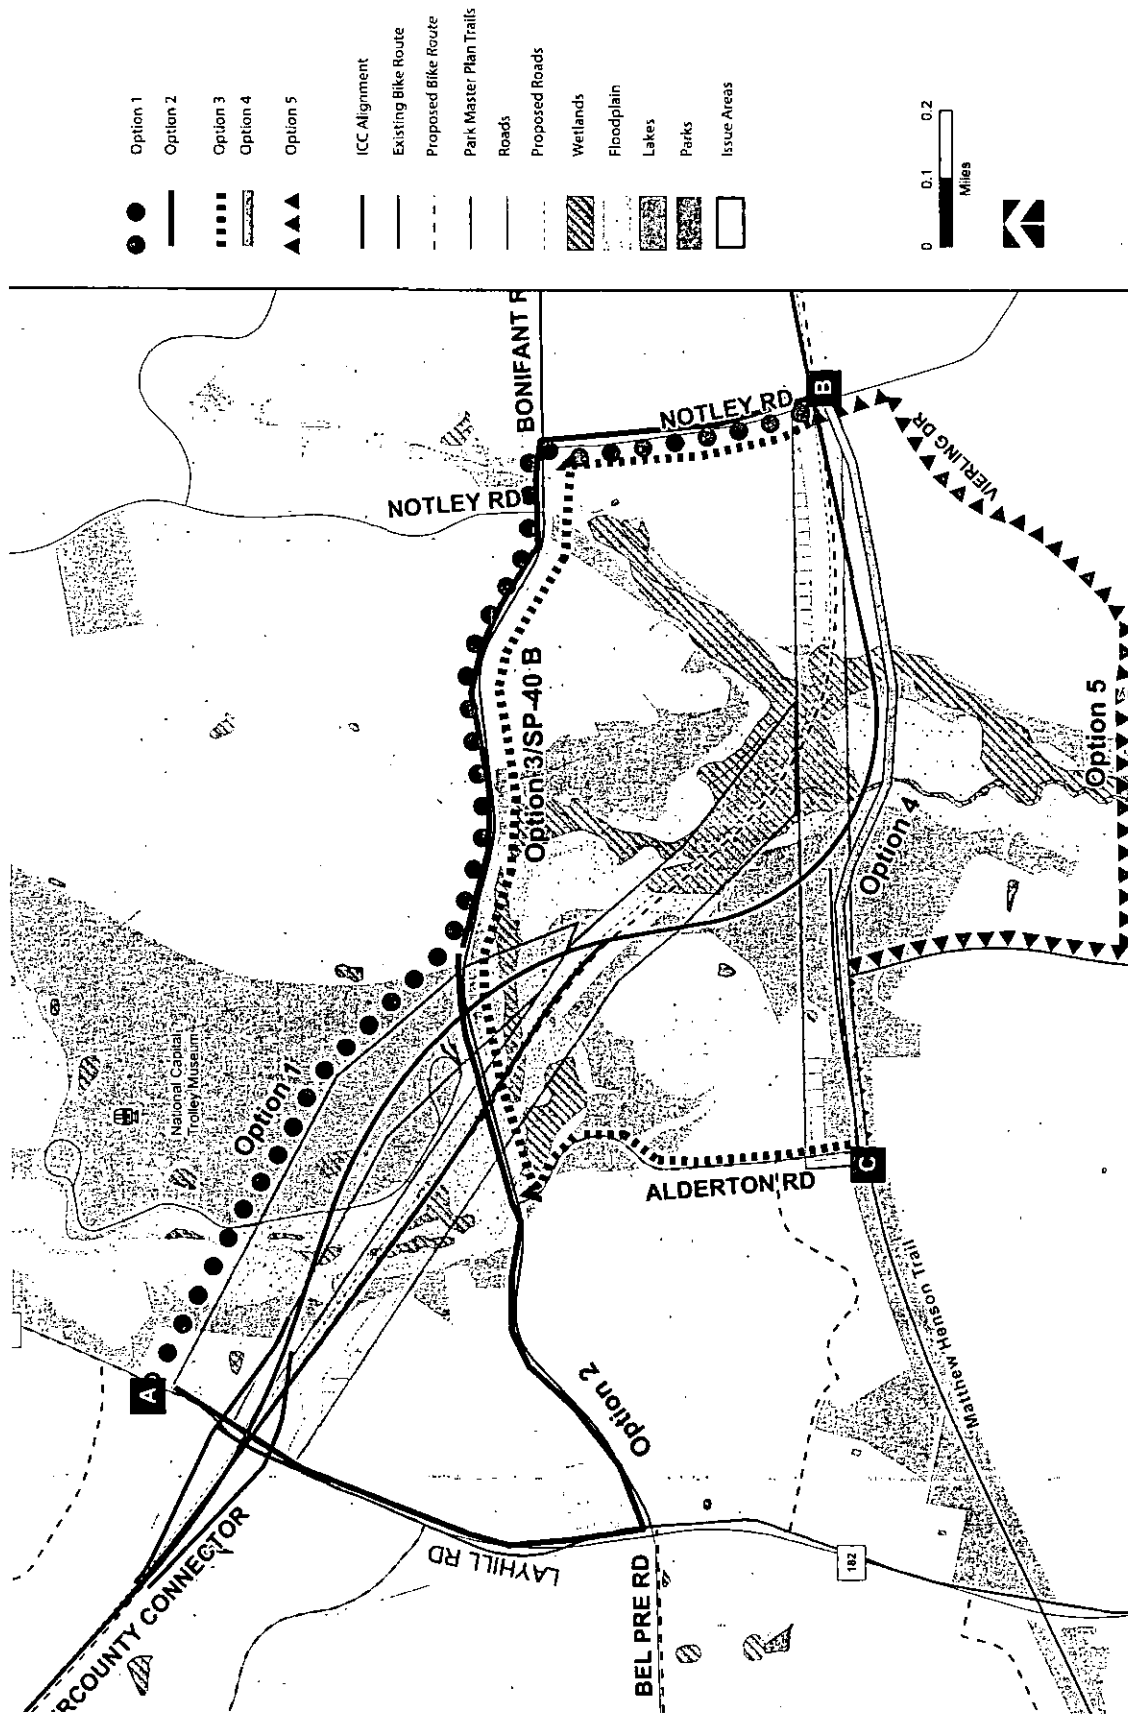 Option 1
Option 2
Option 3
Option 4
Option 5
ICC Alignment
Existing Bike Route
Proposed Bike Route
Park Master Plan Trails
Roads
Proposed Roads
Wetlands
Floodplain
Lakes
Parks
Issue Areas
0 0.1 0.2
Miles
BONIFANT R
NOTLEY RD
NOTLEY RD
B
VIERLING DR
Option 3/SP-40 B
Option 5
Option 4
National Capital
Trolley Museum
Option 1
ALDERTON RD
C
A
Matthew Henson Trail
Option 2
LAYHILL RD
182
BEL PRE RD
RCOUNTY CONNECTOR